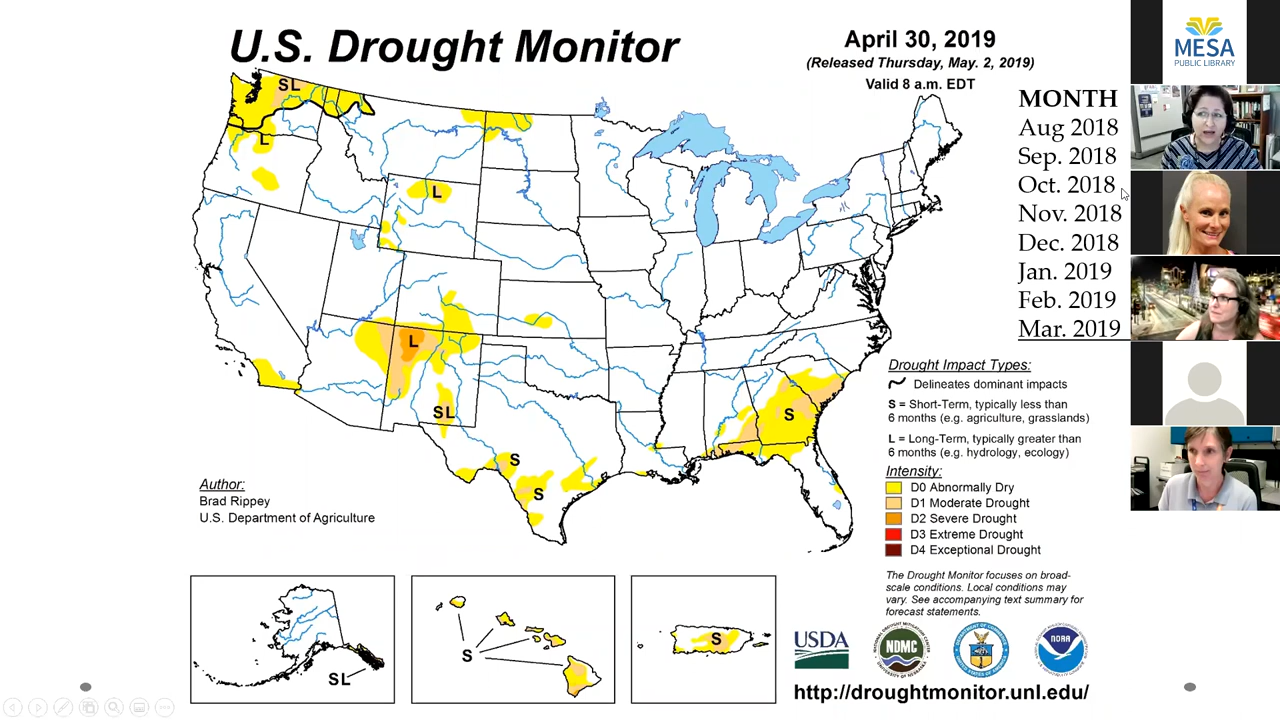 U.S. Drought Monitor
April 30, 2019
(Released Thursday, May. 2, 2019)
Valid 8 a.m. EDT
MESA
PUBLIC LIBRARY
MONTH
Aug 2018
Sep. 2018
Oct. 2018
Nov. 2018
Dec. 2018
Jan. 2019
Feb. 2019
Mar. 2019
SL
L
L
L
SL
S
S
S
Drought Impact Types:
Delineates dominant impacts
S = Short-Term, typically less than
6 months (e.g. agriculture, grasslands)
L = Long-Term, typically greater than
6 months (e.g. hydrology, ecology)
Intensity:
D0 Abnormally Dry
D1 Moderate Drought
D2 Severe Drought
D3 Extreme Drought
D4 Exceptional Drought
Author:
Brad Rippey
U.S. Department of Agriculture
The Drought Monitor focuses on broad-
scale conditions. Local conditions may
vary. See accompanying text summary for
forecast statements.
SL
S
S
USDA
NDMC
NOAA
http://droughtmonitor.unl.edu/